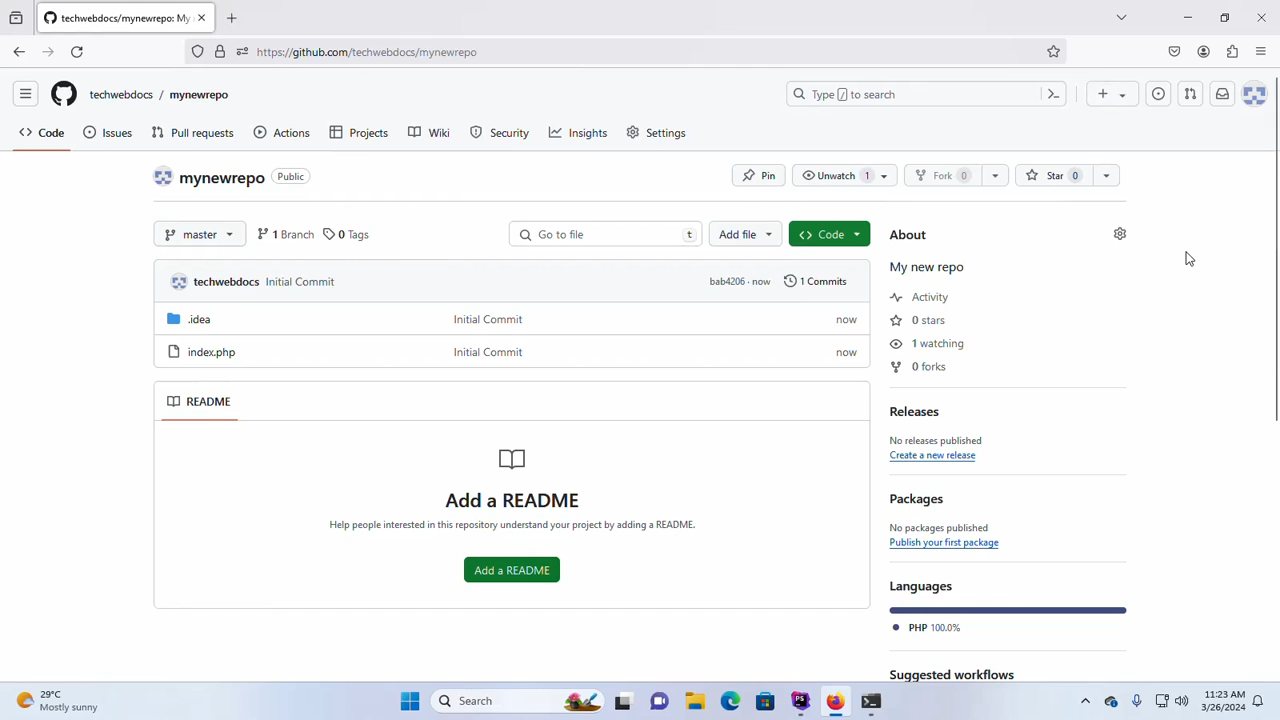 techwebdocs/mynewrepo: My
https://github.com/techwebdocs/mynewrepo
techwebdocs / mynewrepo
Type / to search
Code Issues Pull requests Actions Projects Wiki Security Insights Settings
mynewrepo Public
Pin Unwatch 1 Fork 0 Star 0
master 1 Branch 0 Tags Go to file t Add file Code
techwebdocs Initial Commit bab4206 · now 1 Commits
.idea Initial Commit now
index.php Initial Commit now
README
Add a README
Help people interested in this repository understand your project by adding a README.
Add a README
About
My new repo
Activity
0 stars
1 watching
0 forks
Releases
No releases published
Create a new release
Packages
No packages published
Publish your first package
Languages
PHP 100.0%
Suggested workflows
29°C
Mostly sunny
Search
PS
11:23 AM
3/26/2024